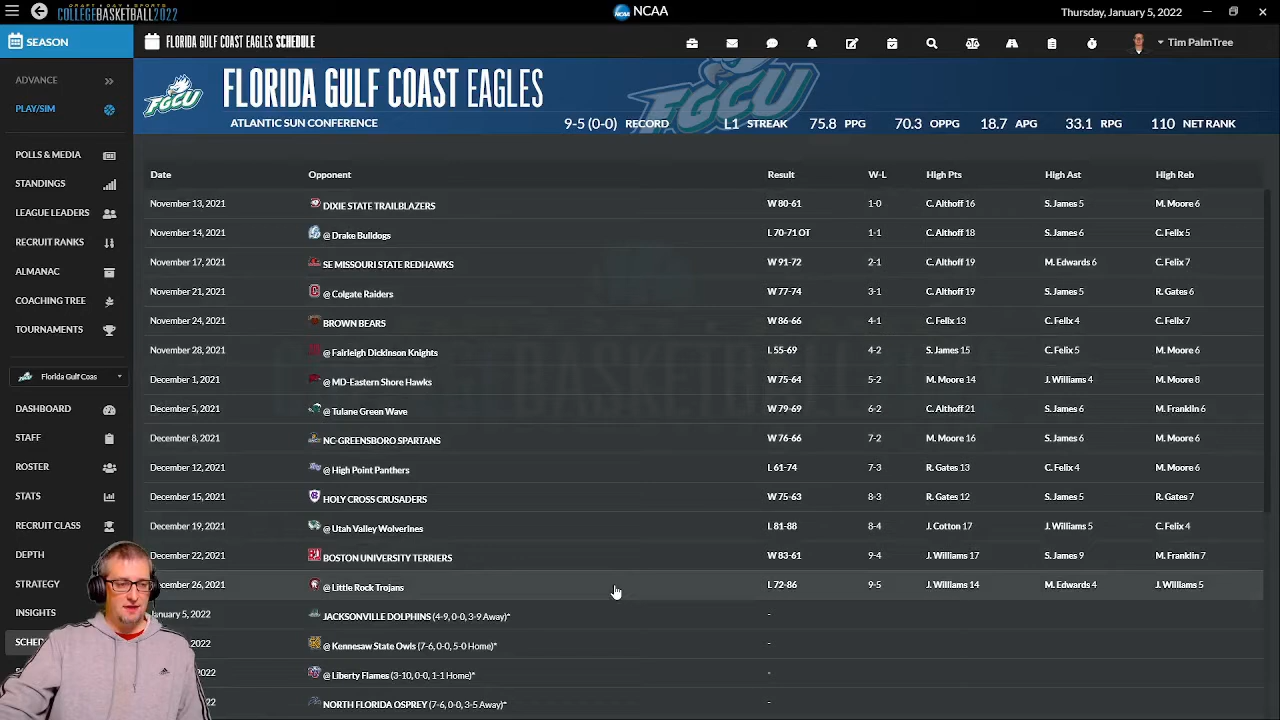 DRAFT DAY SPORTS
COLLEGEBASKETBALL2022
NCAA
Thursday, January 5, 2022
SEASON
FLORIDA GULF COAST EAGLES SCHEDULE
Tim PalmTree
ADVANCE
PLAY/SIM
FLORIDA GULF COAST EAGLES
FGCU
ATLANTIC SUN CONFERENCE
9-5 (0-0) RECORD L1 STREAK 75.8 PPG 70.3 OPPG 18.7 APG 33.1 RPG 110 NET RANK
POLLS & MEDIA
STANDINGS
LEAGUE LEADERS
RECRUIT RANKS
ALMANAC
COACHING TREE
TOURNAMENTS
Florida Gulf Coas
DASHBOARD
STAFF
ROSTER
STATS
RECRUIT CLASS
DEPTH
STRATEGY
INSIGHTS
SCHED
Date Opponent Result W-L High Pts High Ast High Reb
November 13, 2021 DIXIE STATE TRAILBLAZERS W 80-61 1-0 C. Althoff 16 S. James 5 M. Moore 6
November 14, 2021 @ Drake Bulldogs L 70-71 OT 1-1 C. Althoff 18 S. James 6 C. Felix 5
November 17, 2021 SE MISSOURI STATE REDHAWKS W 91-72 2-1 C. Althoff 19 M. Edwards 6 C. Felix 7
November 21, 2021 @ Colgate Raiders W 77-74 3-1 C. Althoff 19 S. James 5 R. Gates 6
November 24, 2021 BROWN BEARS W 86-66 4-1 C. Felix 13 C. Felix 4 C. Felix 7
November 28, 2021 @ Fairleigh Dickinson Knights L 55-69 4-2 S. James 15 C. Felix 5 M. Moore 6
December 1, 2021 @ MD-Eastern Shore Hawks W 75-64 5-2 M. Moore 14 J. Williams 4 M. Moore 8
December 5, 2021 @ Tulane Green Wave W 79-69 6-2 C. Althoff 21 S. James 6 M. Franklin 6
December 8, 2021 NC-GREENSBORO SPARTANS W 76-66 7-2 M. Moore 16 S. James 6 M. Moore 6
December 12, 2021 @ High Point Panthers L 61-74 7-3 R. Gates 13 C. Felix 4 M. Moore 6
December 15, 2021 HOLY CROSS CRUSADERS W 75-63 8-3 R. Gates 12 S. James 5 R. Gates 7
December 19, 2021 @ Utah Valley Wolverines L 81-88 8-4 J. Cotton 17 J. Williams 5 C. Felix 4
December 22, 2021 BOSTON UNIVERSITY TERRIERS W 83-61 9-4 J. Williams 17 S. James 9 M. Franklin 7
ecember 26, 2021 @ Little Rock Trojans L 72-86 9-5 J. Williams 14 M. Edwards 4 J. Williams 5
anuary 5, 2022 JACKSONVILLE DOLPHINS (4-9, 0-0, 3-9 Away)* -
2022 @ Kennesaw State Owls (7-6, 0-0, 5-0 Home)* -
2022 @ Liberty Flames (3-10, 0-0, 1-1 Home)* -
NORTH FLORIDA OSPREY (7-6, 0-0, 3-5 Away)* -